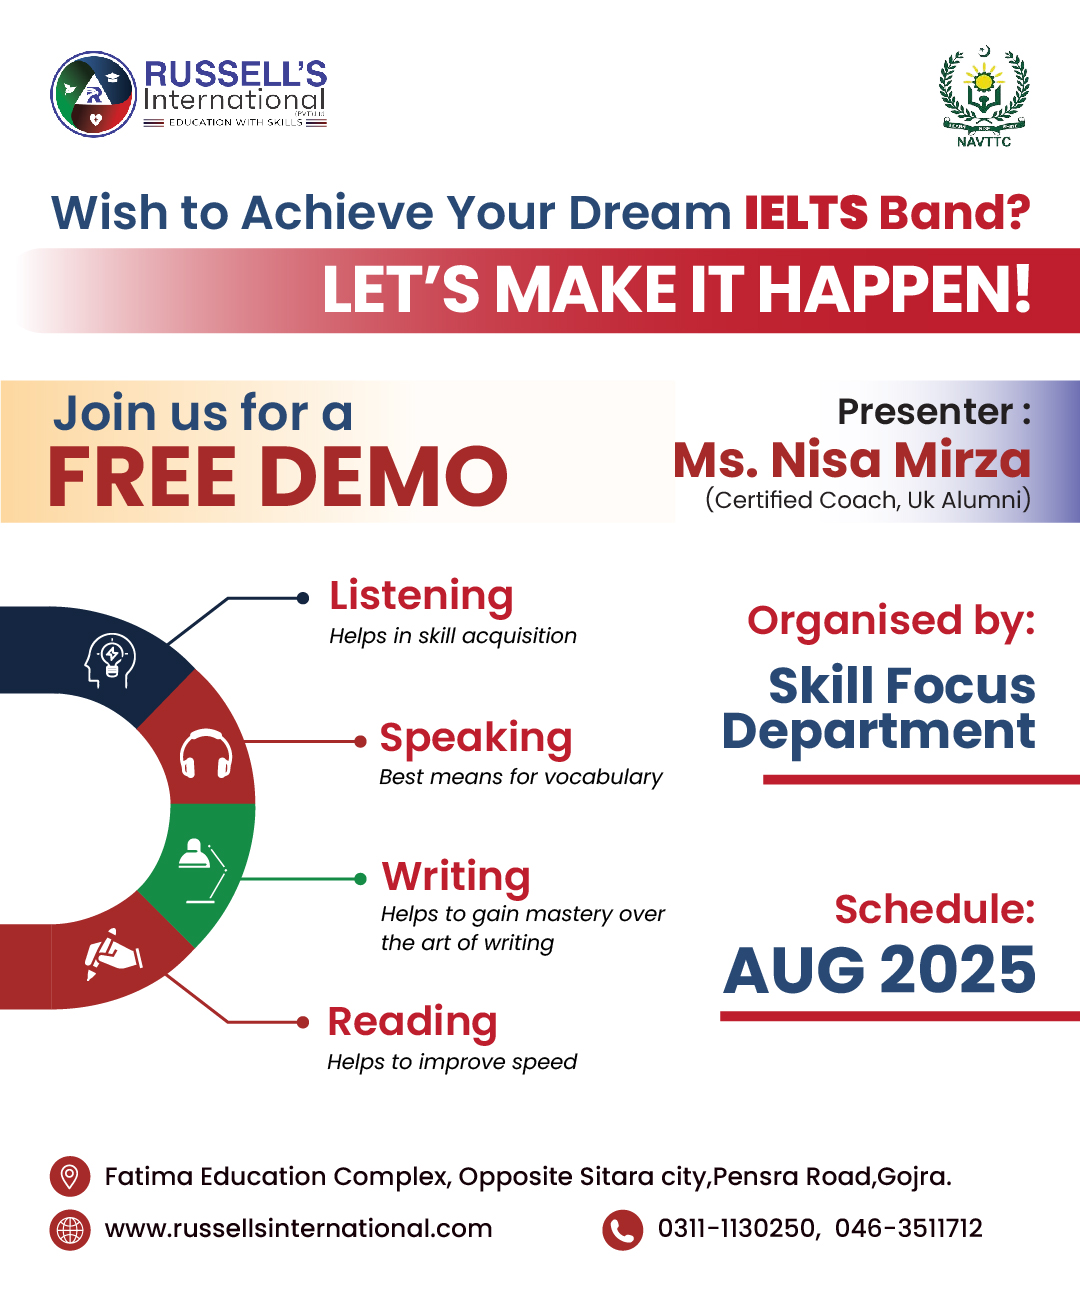 RUSSELL'S
International
(PVT) Ltd
EDUCATION WITH SKILLS
NAVTTC
Wish to Achieve Your Dream IELTS Band?
LET'S MAKE IT HAPPEN!
Join us for a
FREE DEMO
Presenter :
Ms. Nisa Mirza
(Certified Coach, Uk Alumni)
Listening
Helps in skill acquisition
Speaking
Best means for vocabulary
Writing
Helps to gain mastery over
the art of writing
Reading
Helps to improve speed
Organised by:
Skill Focus
Department
Schedule:
AUG 2025
Fatima Education Complex, Opposite Sitara city,Pensra Road,Gojra.
www.russellsinternational.com
0311-1130250, 046-3511712